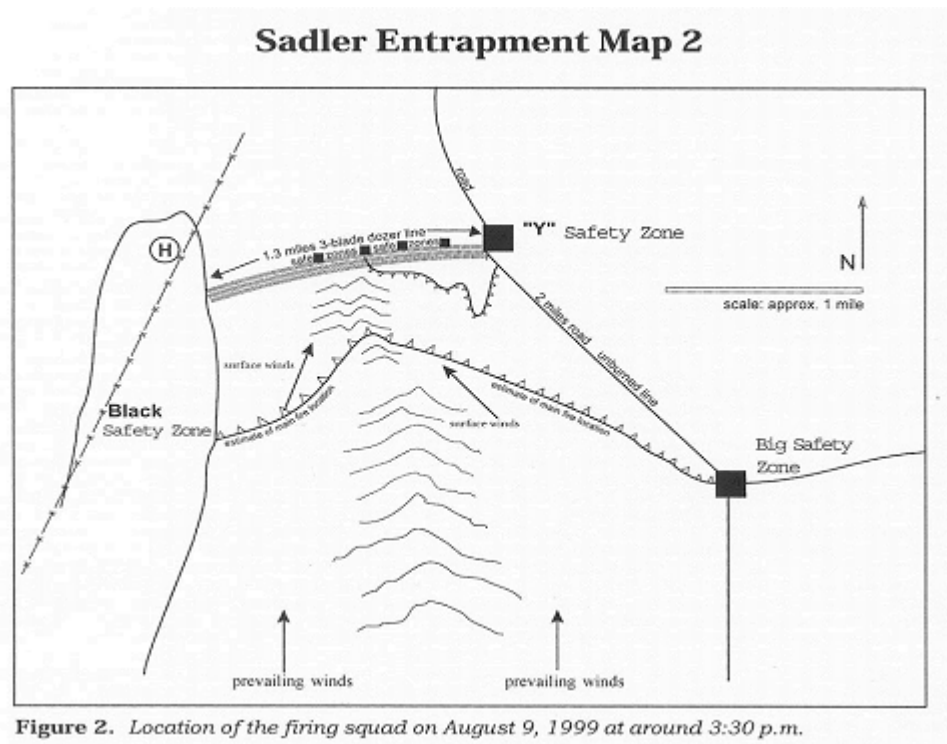 Sadler Entrapment Map 2
road
"Y" Safety Zone
H
1.3 miles 3-blade dozer line
safe zones safe zones
N
scale: approx. 1 mile
2 miles road unburned line
surface winds
estimate of main fire location
Black
Safety Zone
estimate of main fire location
surface winds
Big Safety
Zone
prevailing winds
prevailing winds
Figure 2. Location of the firing squad on August 9, 1999 at around 3:30 p.m.